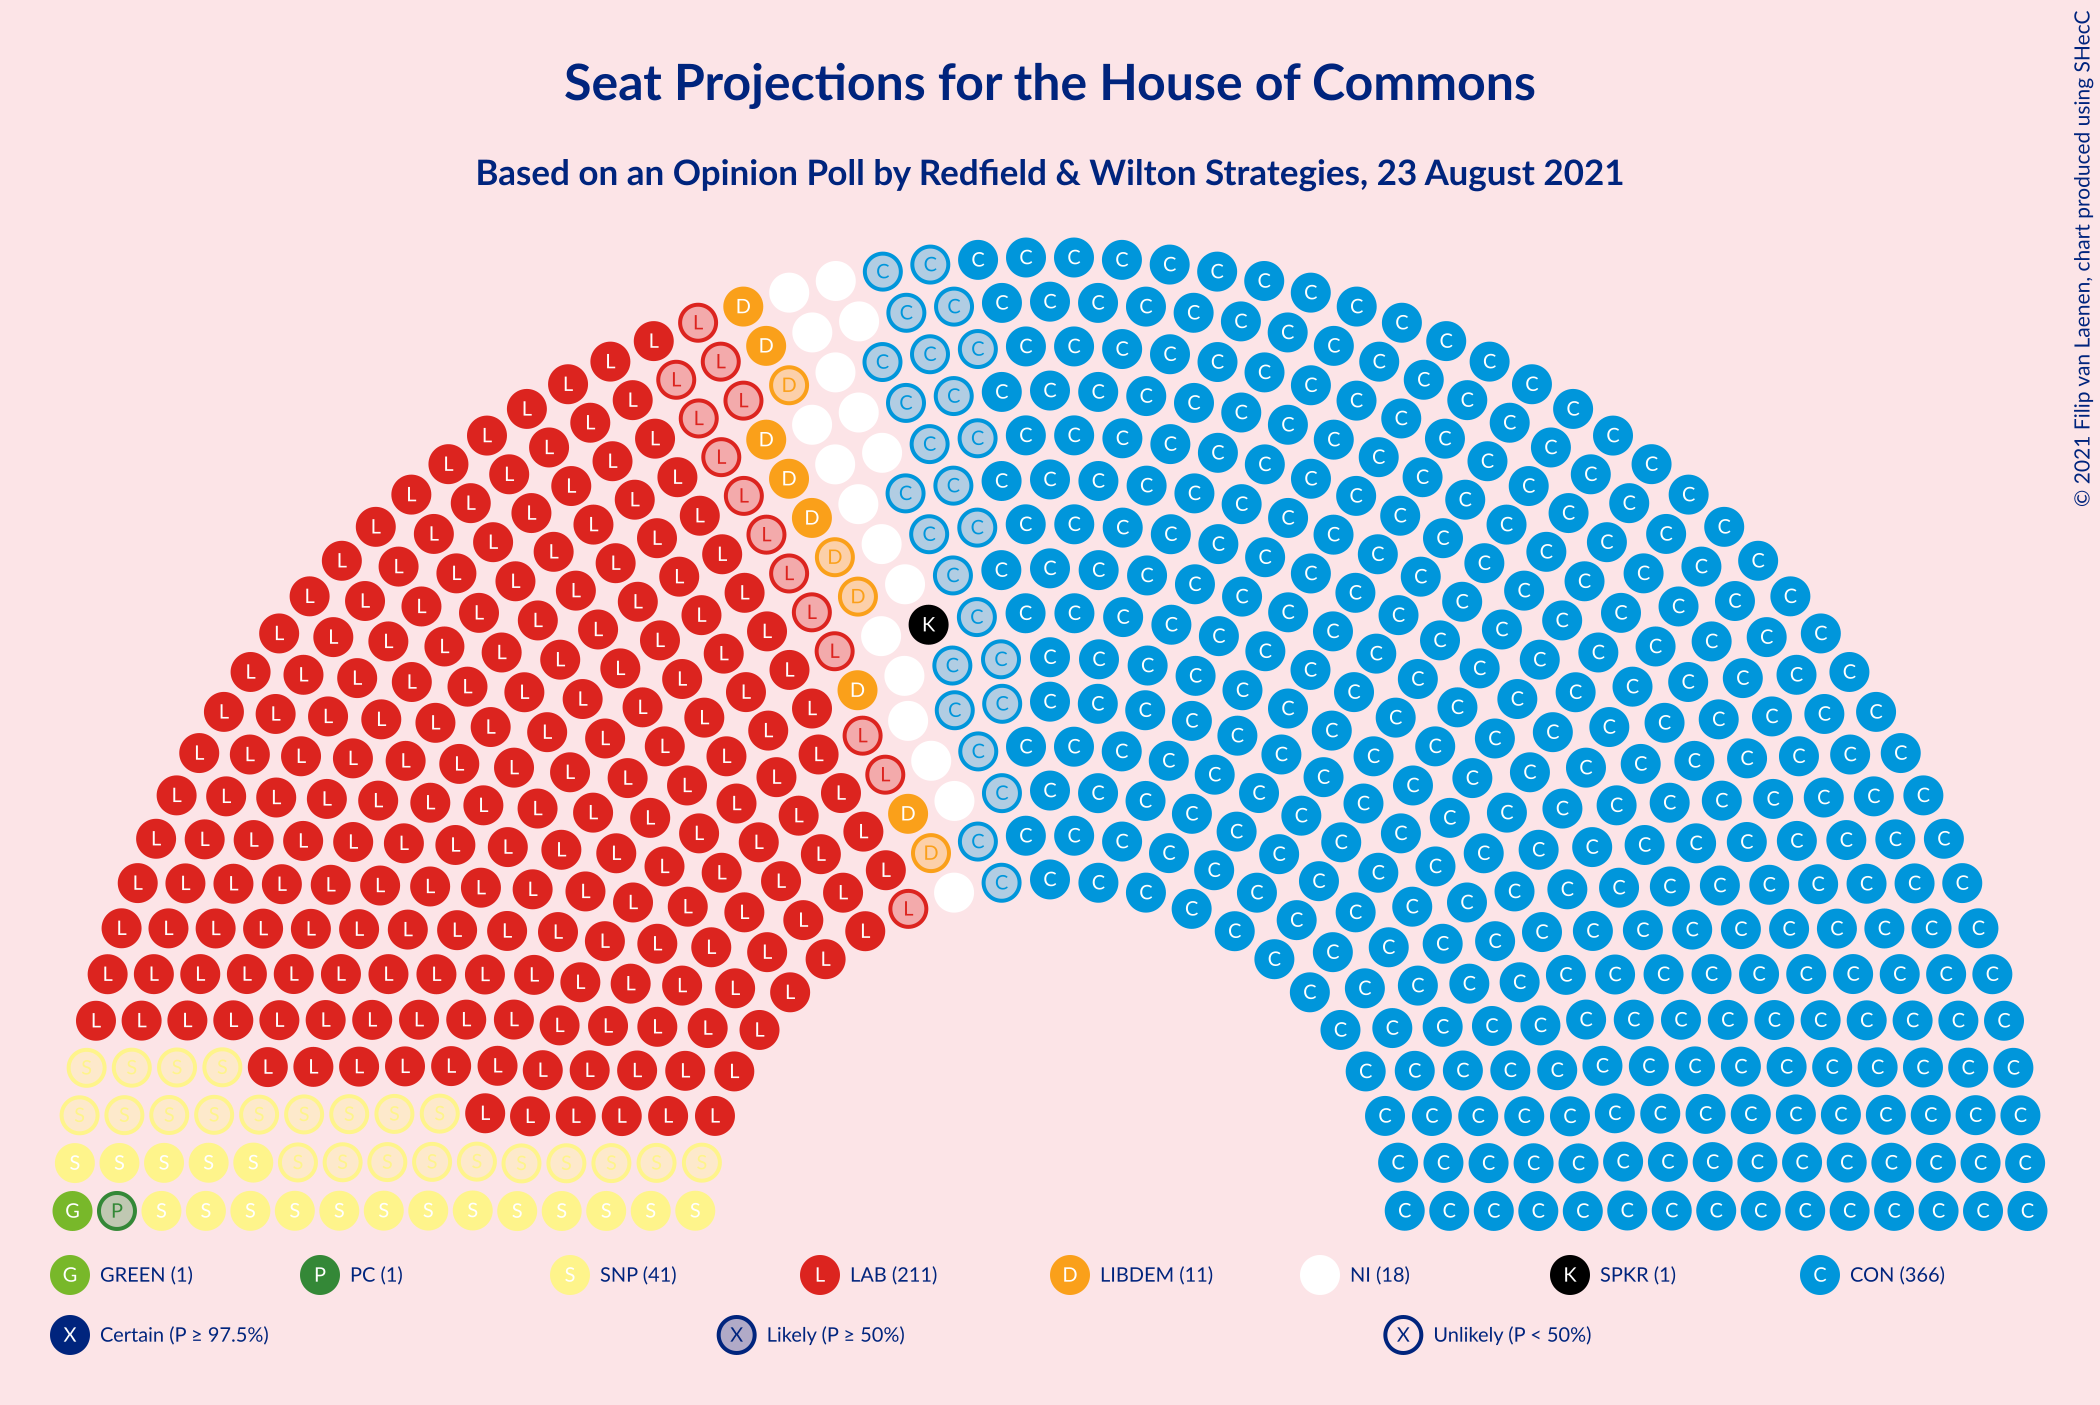 Seat Projections for the House of Commons
Based on an Opinion Poll by Redfield & Wilton Strategies, 23 August 2021
© 2021 Filip van Laenen, chart produced using SHecC
G GREEN (1)
P PC (1)
S SNP (41)
L LAB (211)
D LIBDEM (11)
NI (18)
K SPKR (1)
C CON (366)
X Certain (P ≥ 97.5%)
X Likely (P ≥ 50%)
X Unlikely (P < 50%)